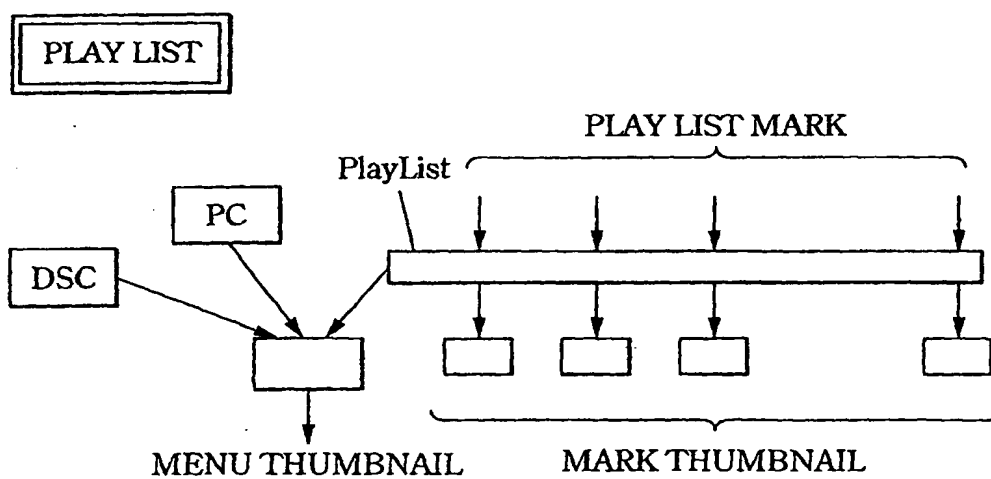 PLAY LIST
PLAY LIST MARK
PlayList
PC
DSC
MENU THUMBNAIL
MARK THUMBNAIL